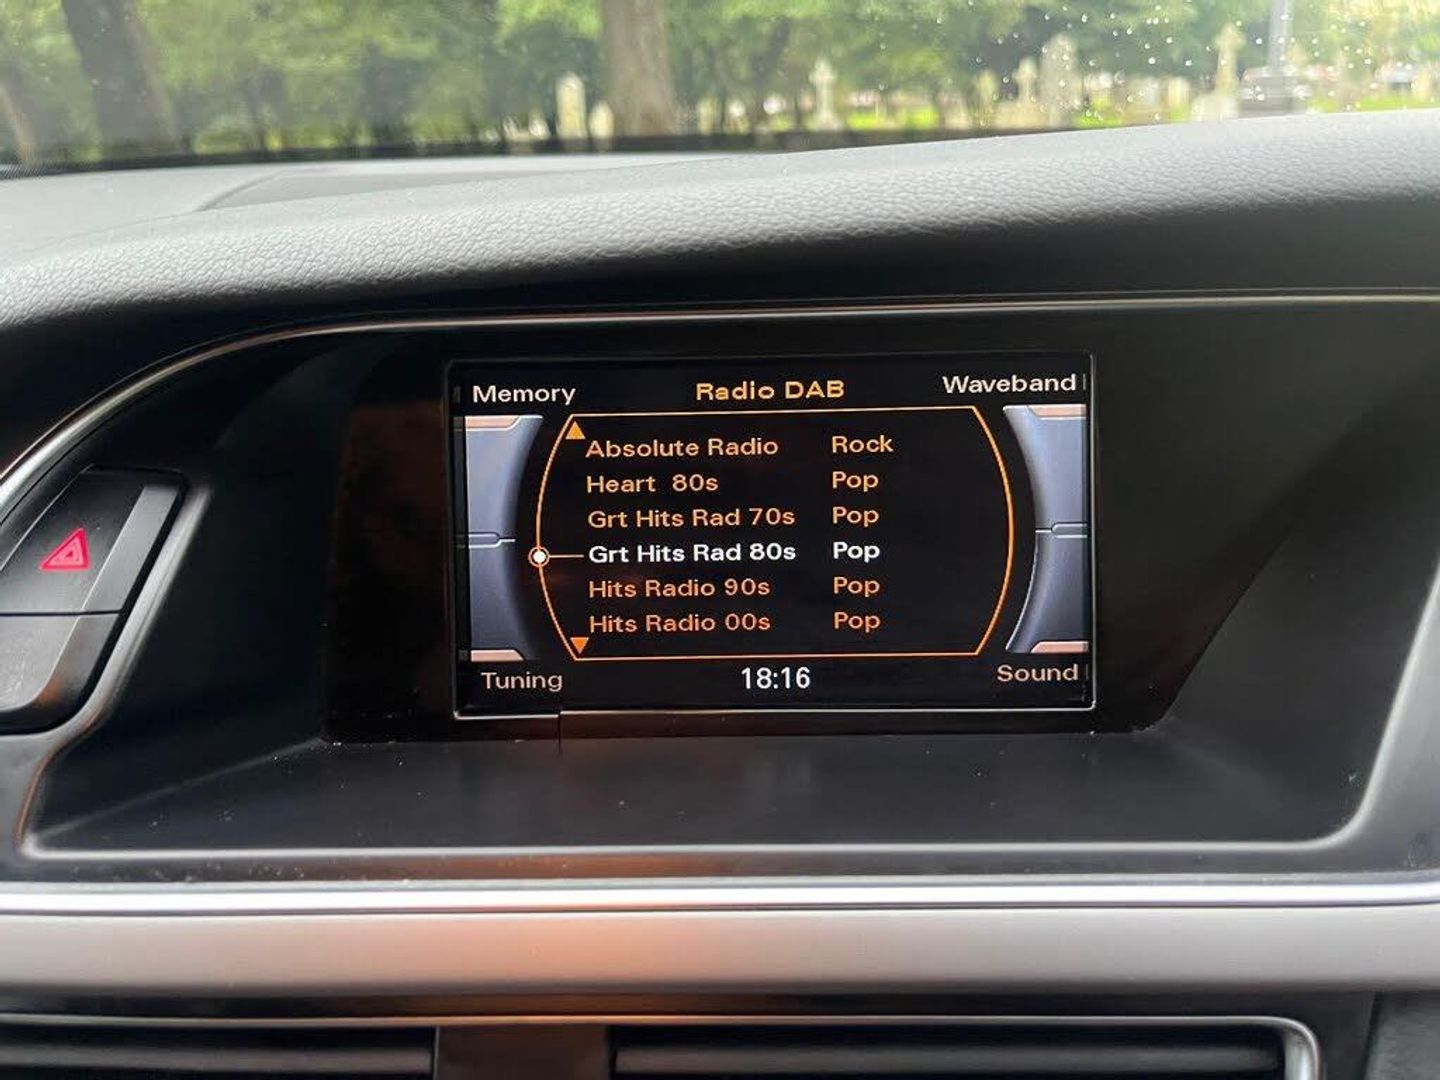 Memory Radio DAB Waveband
Absolute Radio Rock
Heart 80s Pop
Grt Hits Rad 70s Pop
Grt Hits Rad 80s Pop
Hits Radio 90s Pop
Hits Radio 00s Pop
Tuning 18:16 Sound